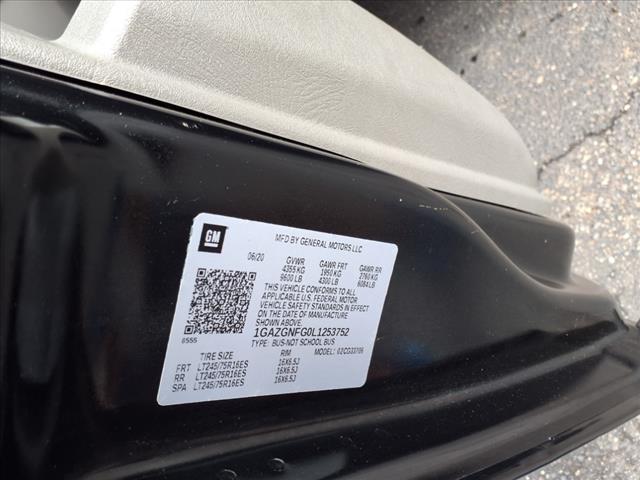 GM
MFD BY GENERAL MOTORS LLC
06/20 GVWR GAWR FRT GAWR RR
4355 KG 1950 KG 2760 KG
9600 LB 4300 LB 6084 LB
THIS VEHICLE CONFORMS TO ALL
APPLICABLE U.S. FEDERAL MOTOR
VEHICLE SAFETY STANDARDS IN EFFECT
ON THE DATE OF MANUFACTURE
SHOWN ABOVE.
1GAZGNFG0L1253752
8555 TYPE: BUS-NOT SCHOOL BUS
TIRE SIZE RIM MODEL: 02CG33706
FRT LT245/75R16ES 16X6.5J
RR LT245/75R16ES 16X6.5J
SPA LT245/75R16ES 16X6.5J